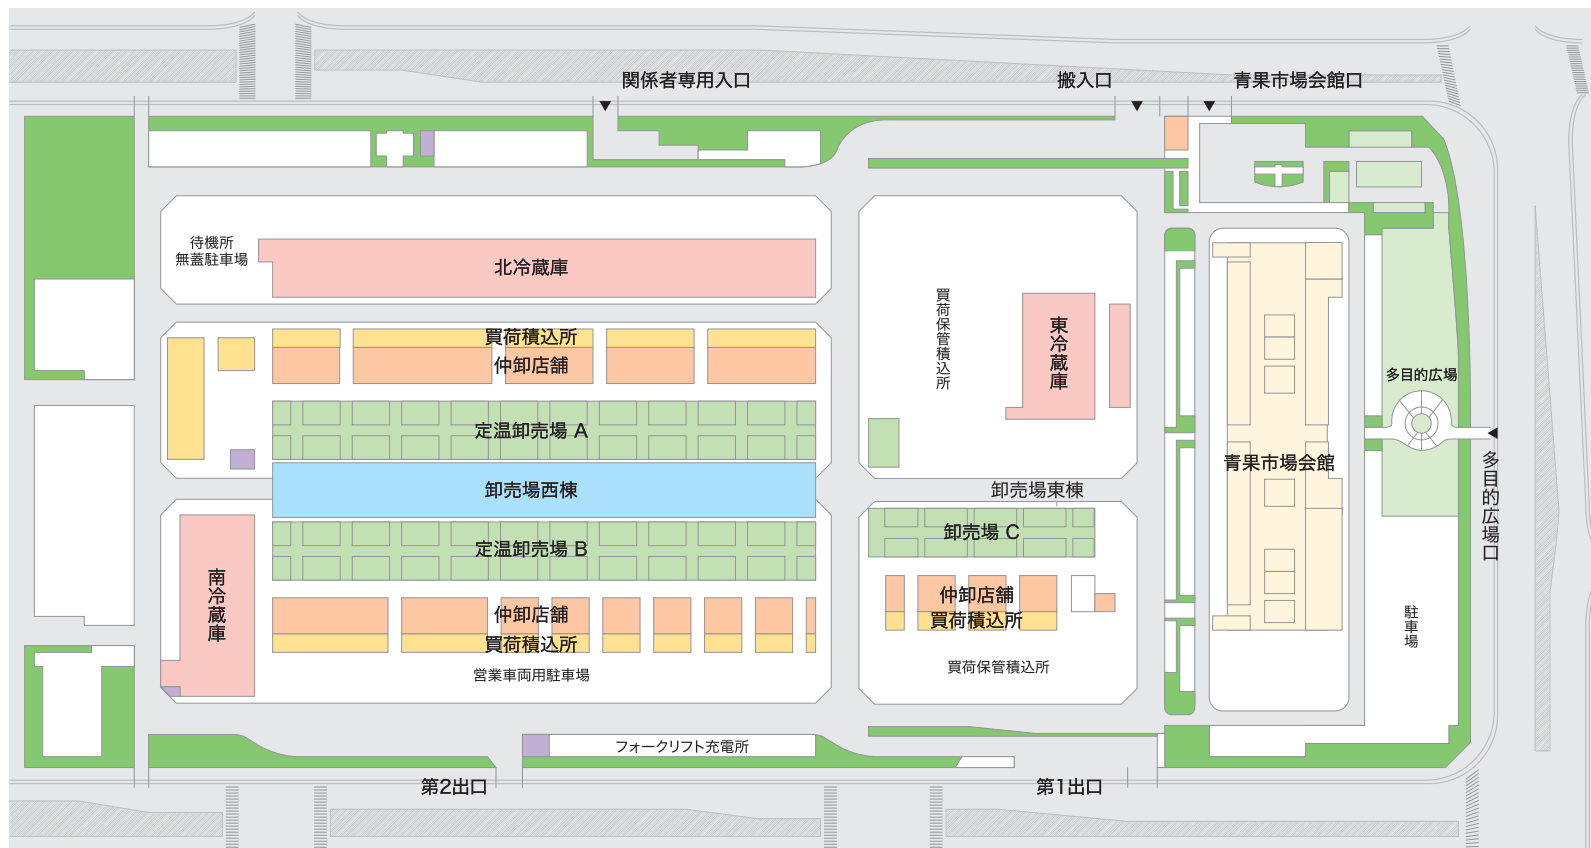 関係者専用入口
搬入口
青果市場会館口
待機所
無蓋駐車場
北冷蔵庫
買荷保管積込所
東冷蔵庫
買荷積込所
仲卸店舗
定温卸売場 A
多目的広場
卸売場西棟
卸売場東棟
青果市場会館
多目的広場口
定温卸売場 B
卸売場 C
南冷蔵庫
仲卸店舗
買荷積込所
仲卸店舗
買荷積込所
駐車場
営業車両用駐車場
買荷保管積込所
フォークリフト充電所
第2出口
第1出口